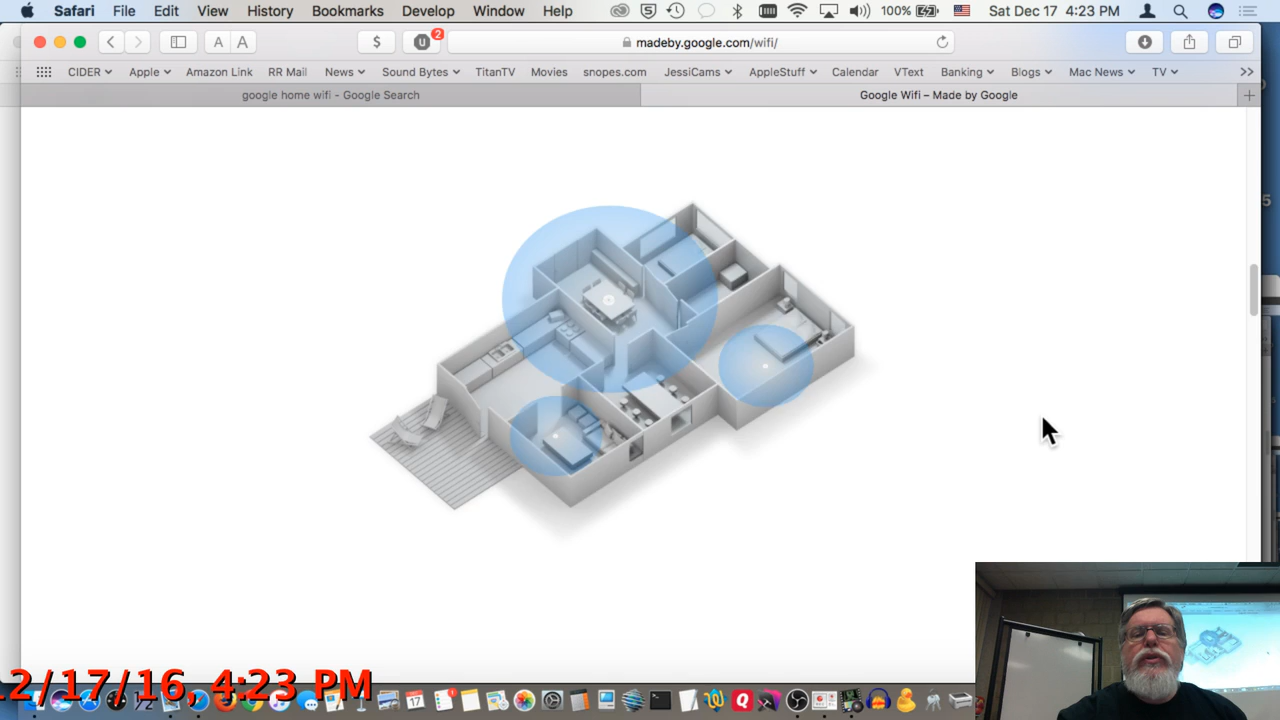 Safari File Edit View History Bookmarks Develop Window Help 100% Sat Dec 17 4:23 PM
A A $ U 2 madeby.google.com/wifi/
CIDER Apple Amazon Link RR Mail News Sound Bytes TitanTV Movies snopes.com JessiCams AppleStuff Calendar VText Banking Blogs Mac News TV
google home wifi - Google Search Google Wifi – Made by Google
12/17/16, 4:23 PM